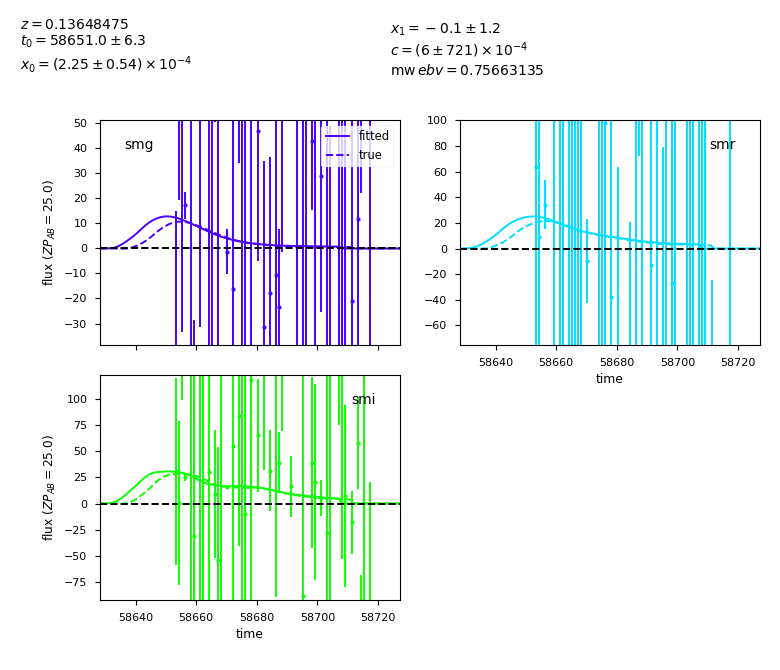 z = 0.13648475
t₀ = 58651.0 ± 6.3
x₀ = (2.25 ± 0.54) × 10⁻⁴
x₁ = −0.1 ± 1.2
c = (6 ± 721) × 10⁻⁴
mw ebv = 0.75663135
smg
fitted
true
50
40
30
20
10
0
−10
−20
−30
flux (ZP_AB = 25.0)
smr
100
80
60
40
20
0
−20
−40
−60
58640 58660 58680 58700 58720
time
smi
100
75
50
25
0
−25
−50
−75
flux (ZP_AB = 25.0)
58640 58660 58680 58700 58720
time